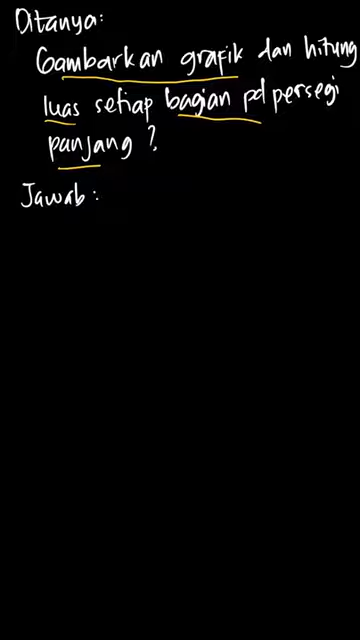 Ditanya:
Gambarkan grafik dan hitung
luas setiap bagian pd persegi
panjang ?
Jawab :